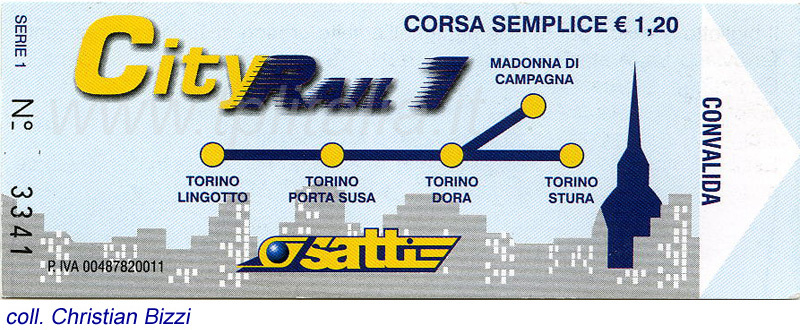 SERIE 1
N° 3341
CORSA SEMPLICE € 1,20
City RAIL 1
MADONNA DI
CAMPAGNA
TORINO
LINGOTTO
TORINO
PORTA SUSA
TORINO
DORA
TORINO
STURA
CONVALIDA
satti
P. IVA 00487820011
coll. Christian Bizzi